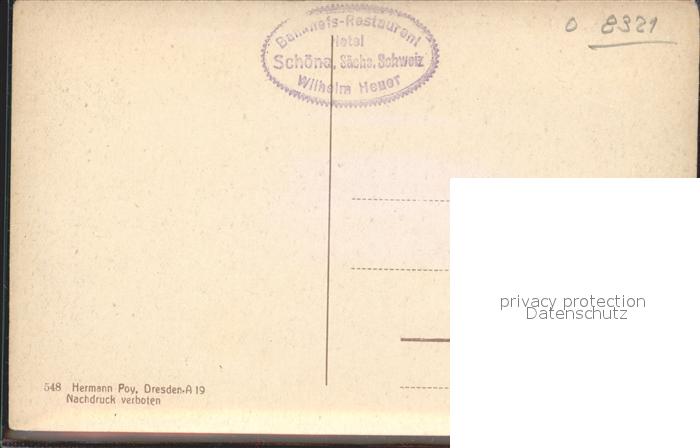 Bahnhofs-Restaurant
Hotel
Schöna, Sächs. Schweiz
Wilhelm Heuer
0 8321
privacy protection
Datenschutz
548 Hermann Poy, Dresden-A 19
Nachdruck verboten